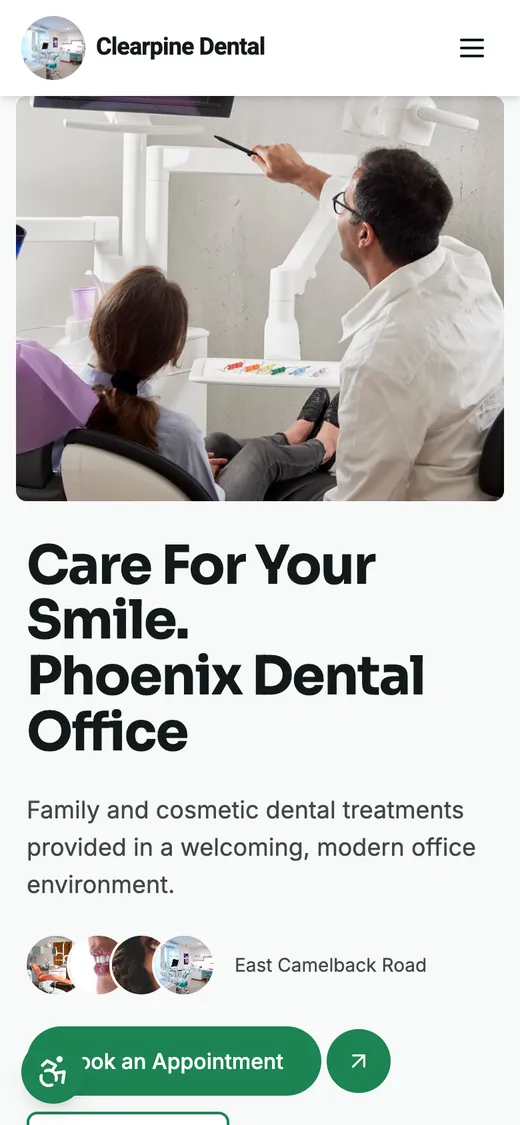 Clearpine Dental
Care For Your
Smile.
Phoenix Dental
Office
Family and cosmetic dental treatments
provided in a welcoming, modern office
environment.
East Camelback Road
ook an Appointment